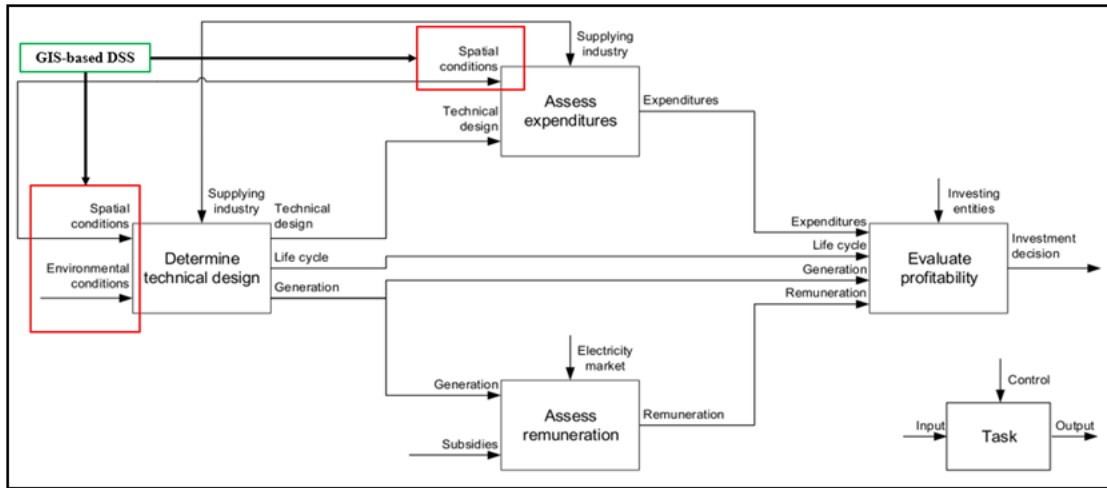 GIS-based DSS
Spatial
conditions
Supplying
industry
Assess
expenditures
Technical
design
Expenditures
Spatial
conditions
Environmental
conditions
Supplying
industry
Determine
technical design
Technical
design
Life cycle
Generation
Investing
entities
Expenditures
Life cycle
Generation
Remuneration
Evaluate
profitability
Investment
decision
Electricity
market
Generation
Subsidies
Assess
remuneration
Remuneration
Control
Input
Task
Output